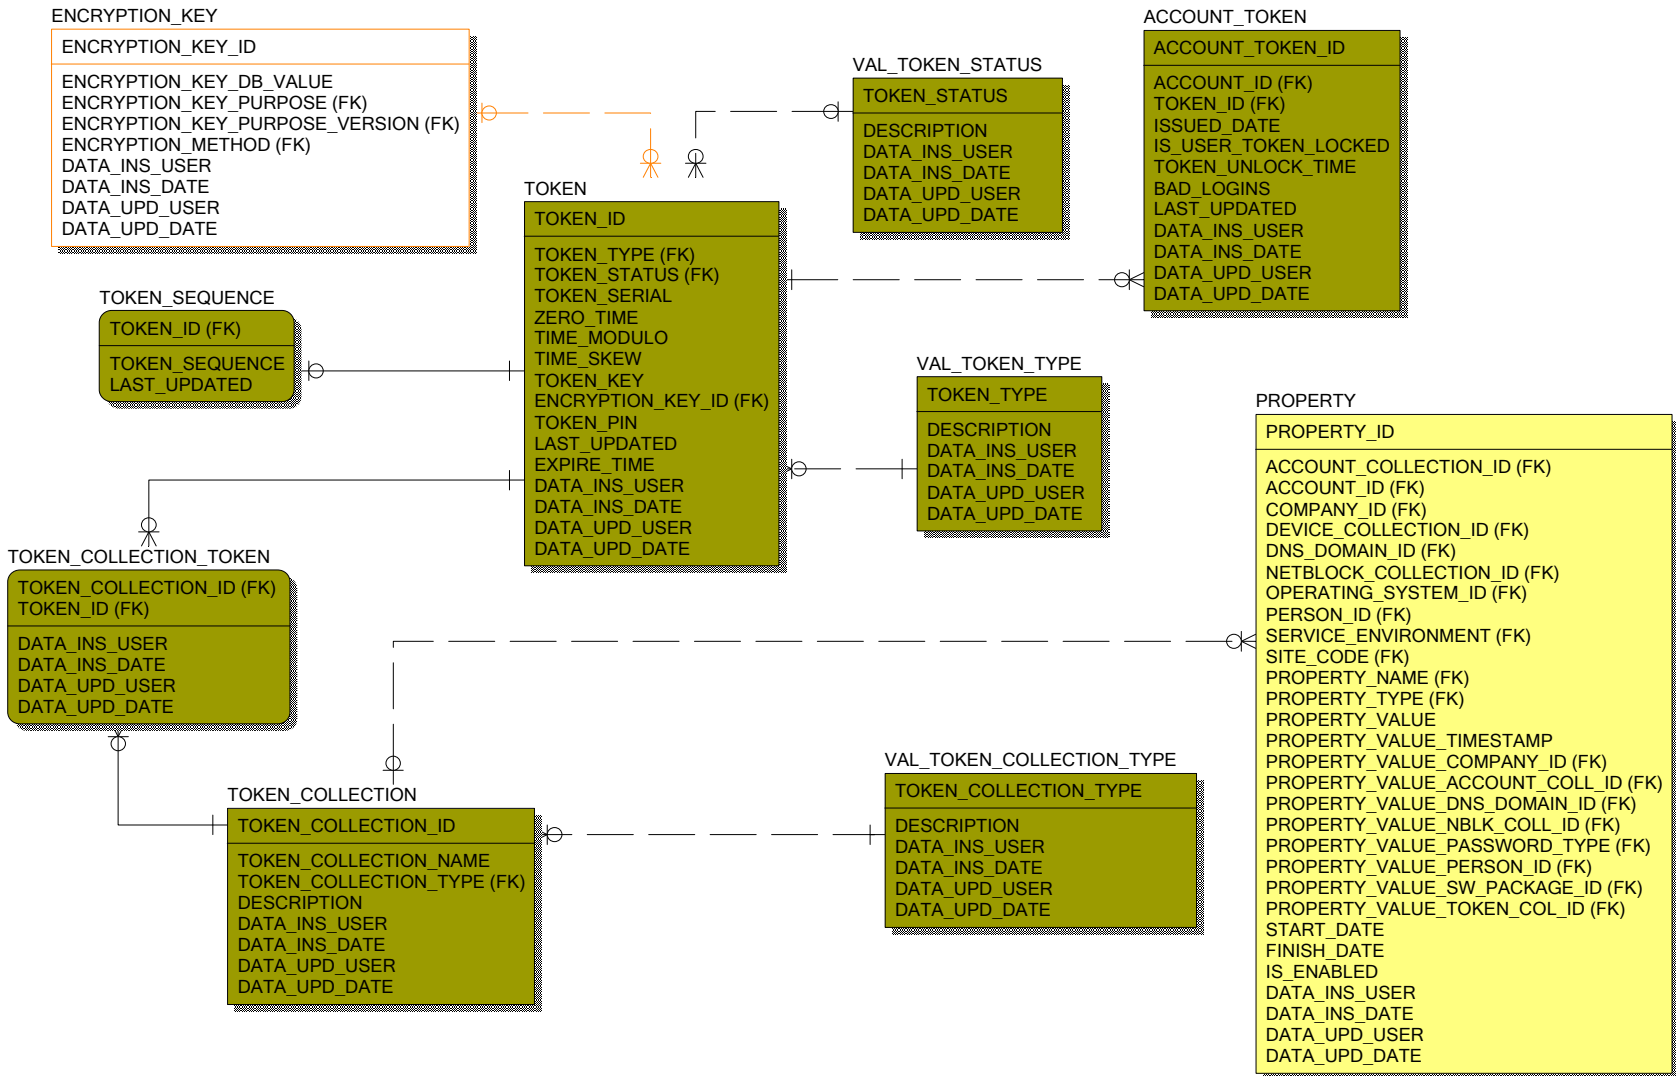 ENCRYPTION_KEY
ENCRYPTION_KEY_ID
ENCRYPTION_KEY_DB_VALUE
ENCRYPTION_KEY_PURPOSE (FK)
ENCRYPTION_KEY_PURPOSE_VERSION (FK)
ENCRYPTION_METHOD (FK)
DATA_INS_USER
DATA_INS_DATE
DATA_UPD_USER
DATA_UPD_DATE
VAL_TOKEN_STATUS
TOKEN_STATUS
DESCRIPTION
DATA_INS_USER
DATA_INS_DATE
DATA_UPD_USER
DATA_UPD_DATE
ACCOUNT_TOKEN
ACCOUNT_TOKEN_ID
ACCOUNT_ID (FK)
TOKEN_ID (FK)
ISSUED_DATE
IS_USER_TOKEN_LOCKED
TOKEN_UNLOCK_TIME
BAD_LOGINS
LAST_UPDATED
DATA_INS_USER
DATA_INS_DATE
DATA_UPD_USER
DATA_UPD_DATE
TOKEN
TOKEN_ID
TOKEN_TYPE (FK)
TOKEN_STATUS (FK)
TOKEN_SERIAL
ZERO_TIME
TIME_MODULO
TIME_SKEW
TOKEN_KEY
ENCRYPTION_KEY_ID (FK)
TOKEN_PIN
LAST_UPDATED
EXPIRE_TIME
DATA_INS_USER
DATA_INS_DATE
DATA_UPD_USER
DATA_UPD_DATE
TOKEN_SEQUENCE
TOKEN_ID (FK)
TOKEN_SEQUENCE
LAST_UPDATED
VAL_TOKEN_TYPE
TOKEN_TYPE
DESCRIPTION
DATA_INS_USER
DATA_INS_DATE
DATA_UPD_USER
DATA_UPD_DATE
PROPERTY
PROPERTY_ID
ACCOUNT_COLLECTION_ID (FK)
ACCOUNT_ID (FK)
COMPANY_ID (FK)
DEVICE_COLLECTION_ID (FK)
DNS_DOMAIN_ID (FK)
NETBLOCK_COLLECTION_ID (FK)
OPERATING_SYSTEM_ID (FK)
PERSON_ID (FK)
SERVICE_ENVIRONMENT (FK)
SITE_CODE (FK)
PROPERTY_NAME (FK)
PROPERTY_TYPE (FK)
PROPERTY_VALUE
PROPERTY_VALUE_TIMESTAMP
PROPERTY_VALUE_COMPANY_ID (FK)
PROPERTY_VALUE_ACCOUNT_COLL_ID (FK)
PROPERTY_VALUE_DNS_DOMAIN_ID (FK)
PROPERTY_VALUE_NBLK_COLL_ID (FK)
PROPERTY_VALUE_PASSWORD_TYPE (FK)
PROPERTY_VALUE_PERSON_ID (FK)
PROPERTY_VALUE_SW_PACKAGE_ID (FK)
PROPERTY_VALUE_TOKEN_COL_ID (FK)
START_DATE
FINISH_DATE
IS_ENABLED
DATA_INS_USER
DATA_INS_DATE
DATA_UPD_USER
DATA_UPD_DATE
TOKEN_COLLECTION_TOKEN
TOKEN_COLLECTION_ID (FK)
TOKEN_ID (FK)
DATA_INS_USER
DATA_INS_DATE
DATA_UPD_USER
DATA_UPD_DATE
TOKEN_COLLECTION
TOKEN_COLLECTION_ID
TOKEN_COLLECTION_NAME
TOKEN_COLLECTION_TYPE (FK)
DESCRIPTION
DATA_INS_USER
DATA_INS_DATE
DATA_UPD_USER
DATA_UPD_DATE
VAL_TOKEN_COLLECTION_TYPE
TOKEN_COLLECTION_TYPE
DESCRIPTION
DATA_INS_USER
DATA_INS_DATE
DATA_UPD_USER
DATA_UPD_DATE